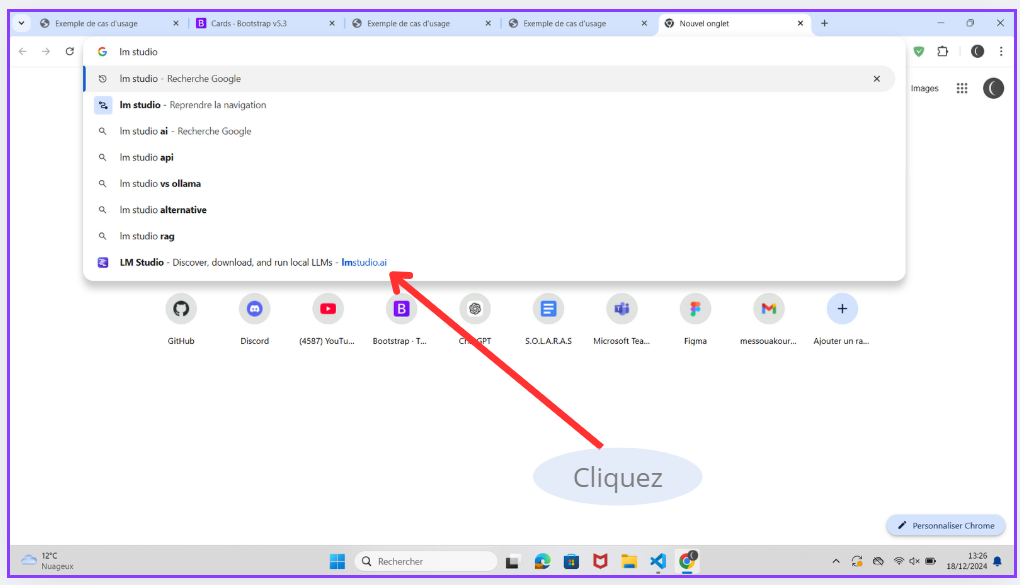 Exemple de cas d'usage
Cards · Bootstrap v5.3
Exemple de cas d'usage
Exemple de cas d'usage
Nouvel onglet
lm studio
lm studio - Recherche Google
Images
lm studio - Reprendre la navigation
lm studio ai - Recherche Google
lm studio api
lm studio vs ollama
lm studio alternative
lm studio rag
LM Studio - Discover, download, and run local LLMs - lmstudio.ai
GitHub
Discord
(4587) YouTu...
Bootstrap · T...
ChatGPT
S.O.L.A.R.A.S
Microsoft Tea...
Figma
messouakour...
Ajouter un ra...
Cliquez
Personnaliser Chrome
12°C
Nuageux
Rechercher
13:26
18/12/2024